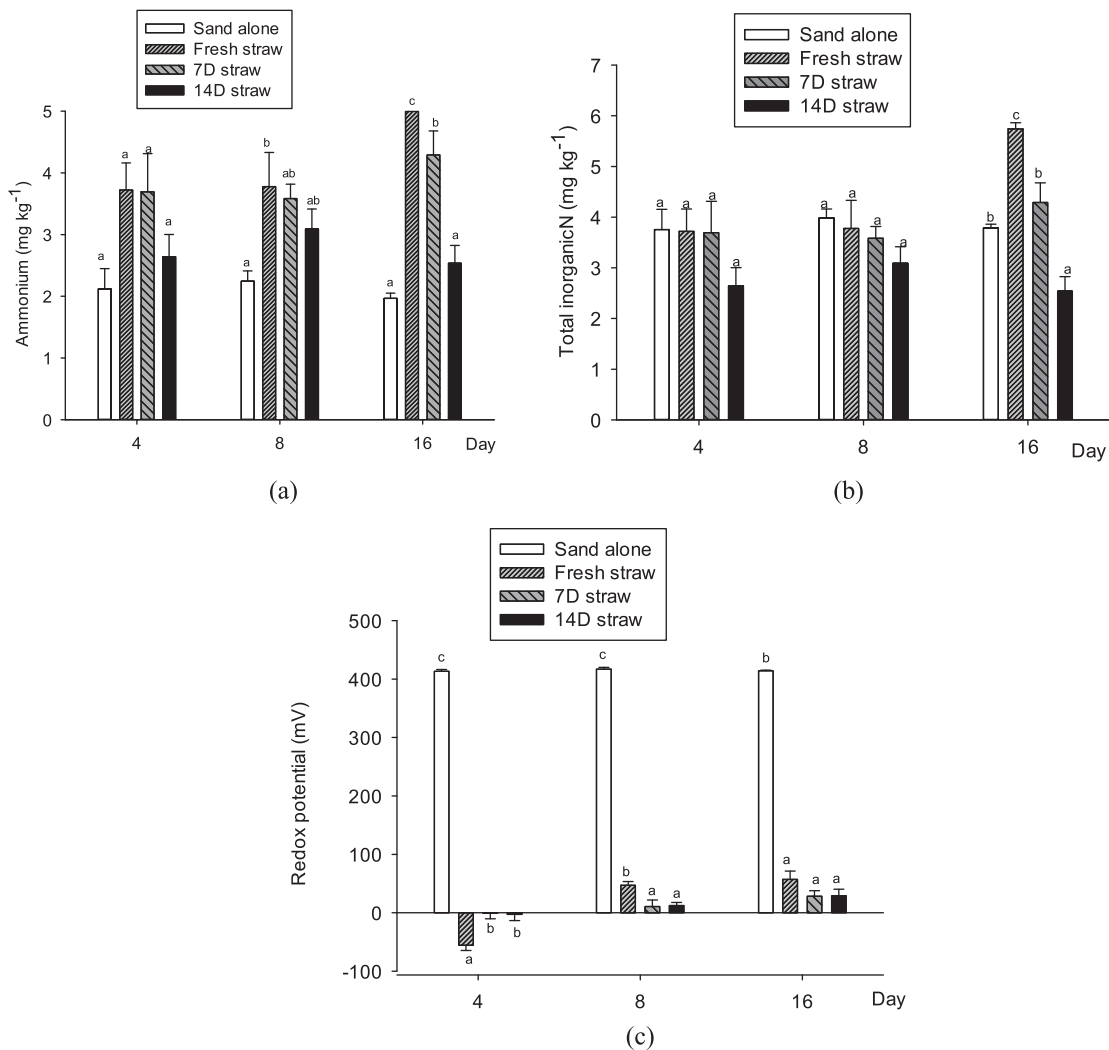 Sand alone
Fresh straw
7D straw
14D straw
Ammonium (mg kg-1)
5
4
3
2
1
0
a a a a
a b ab ab
a c b a
4 8 16 Day
(a)
Sand alone
Fresh straw
7D straw
14D straw
Total inorganicN (mg kg-1)
7
6
5
4
3
2
1
0
a a a a
a a a a
b c b a
4 8 16 Day
(b)
Sand alone
Fresh straw
7D straw
14D straw
Redox potential (mV)
500
400
300
200
100
0
-100
c a b b
c b a a
b a a a
4 8 16 Day
(c)